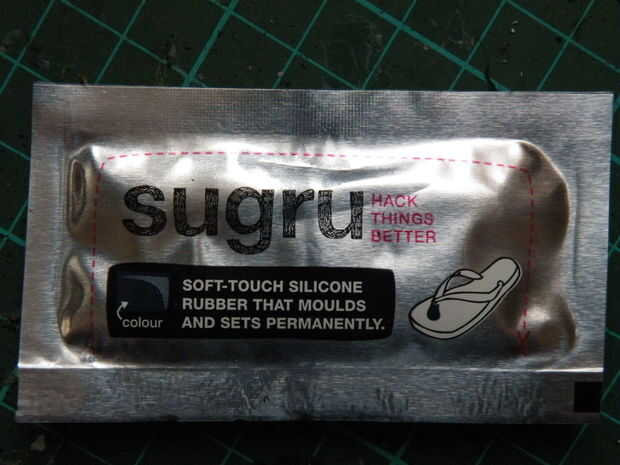 sugru
HACK
THINGS
BETTER
colour
SOFT-TOUCH SILICONE
RUBBER THAT MOULDS
AND SETS PERMANENTLY.